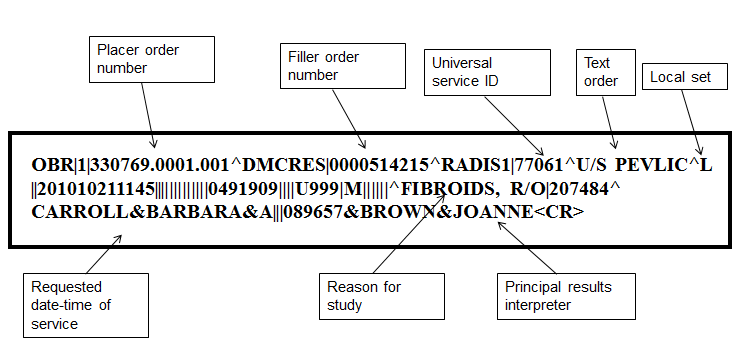 Placer order
number
Filler order
number
Universal
service ID
Text
order
Local set
OBR|1|330769.0001.001^DMCRES|0000514215^RADIS1|77061^U/S PEVLIC^L
||201010211145||||||||||||0491909||||U999|M||||||^FIBROIDS, R/O|207484^
CARROLL&BARBARA&A|||089657&BROWN&JOANNE<CR>
Requested
date-time of
service
Reason for
study
Principal results
interpreter